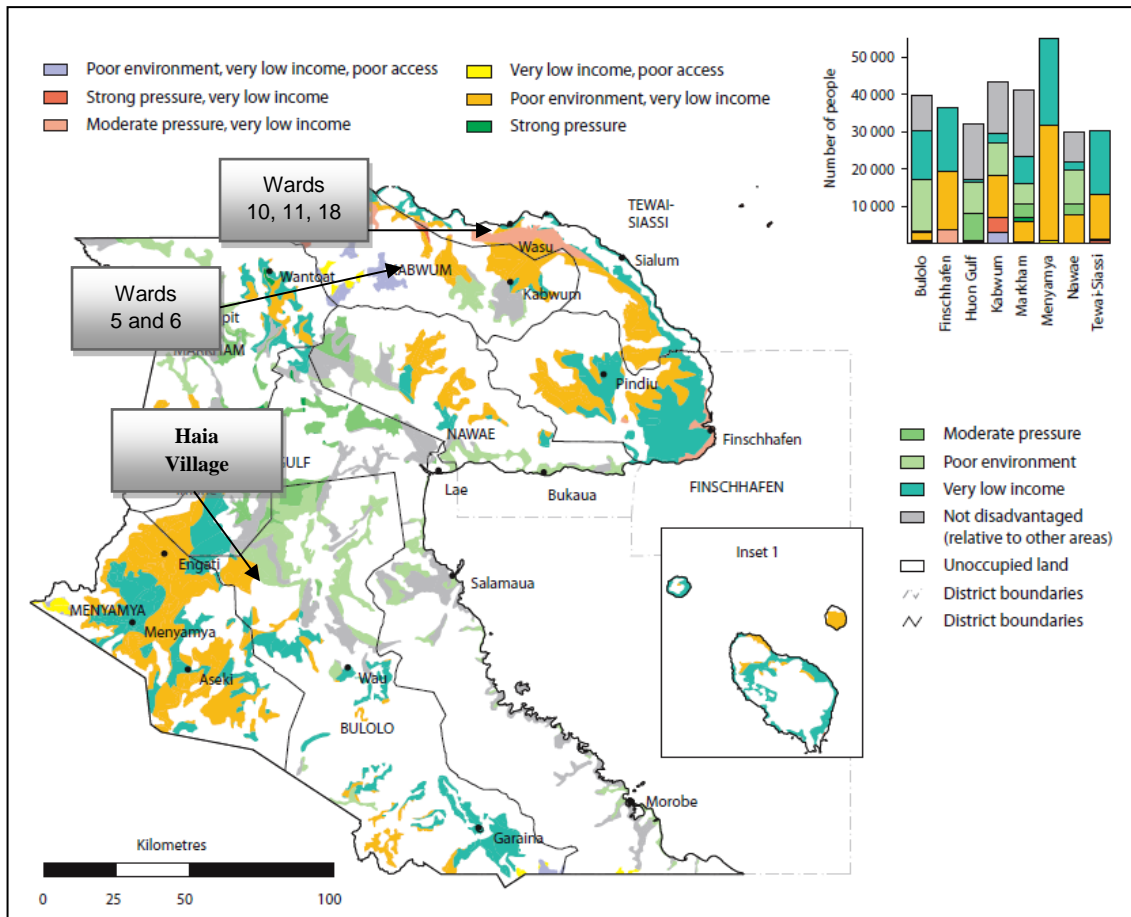 Poor environment, very low income, poor access
Strong pressure, very low income
Moderate pressure, very low income
Very low income, poor access
Poor environment, very low income
Strong pressure
Number of people
50 000
40 000
30 000
20 000
10 000
Bulolo
Finschhafen
Huon Gulf
Kabwum
Markham
Menyamya
Nawae
Tewai-Siassi
Wards
10, 11, 18
TEWAI-
SIASSI
Wasu
Sialum
Wantoat
KABWUM
Kabwum
Wards
5 and 6
pit
MARKHAM
Pindiu
Haia
Village
NAWAE
Finschhafen
GULF
Lae
Bukaua
FINSCHHAFEN
Moderate pressure
Poor environment
Very low income
Not disadvantaged
(relative to other areas)
Unoccupied land
District boundaries
District boundaries
Inset 1
Engati
Salamaua
MENYAMYA
Menyamya
Aseki
Wau
BULOLO
Morobe
Garaina
Kilometres
0
25
50
100